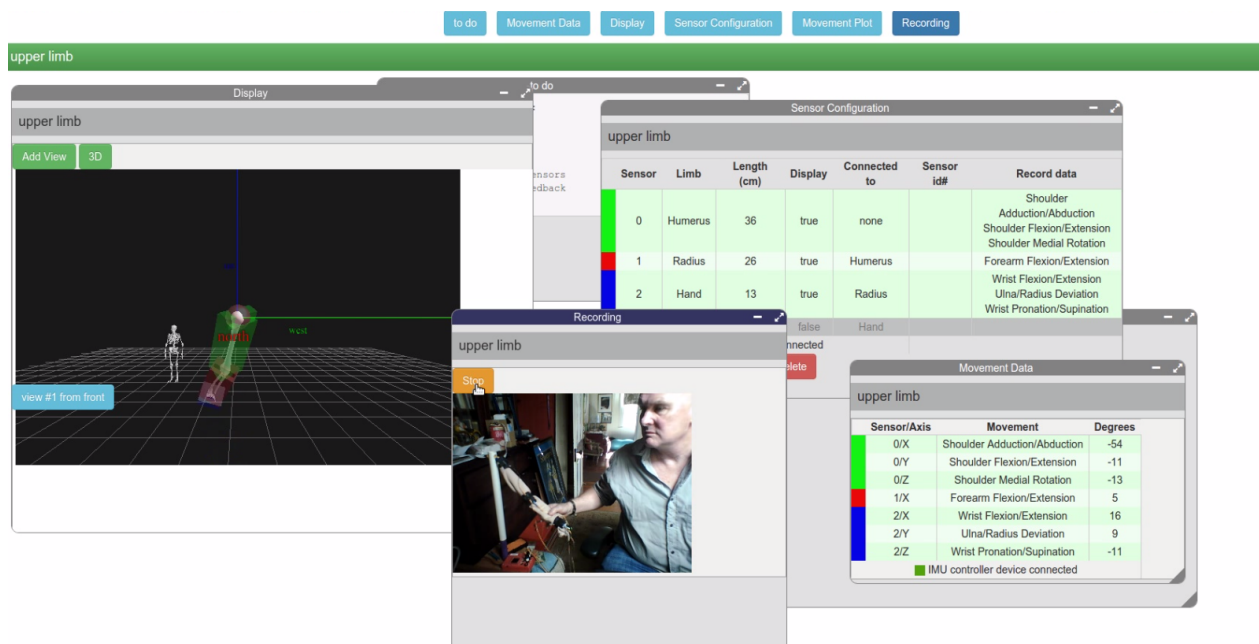 to do
Movement Data
Display
Sensor Configuration
Movement Plot
Recording
upper limb
Display
upper limb
Add View
3D
west
north
view #1 from front
to do
ensors
edback
Sensor Configuration
upper limb
Sensor Limb Length (cm) Display Connected to Sensor id# Record data
0 Humerus 36 true none Shoulder
Adduction/Abduction
Shoulder Flexion/Extension
Shoulder Medial Rotation
1 Radius 26 true Humerus Forearm Flexion/Extension
2 Hand 13 true Radius Wrist Flexion/Extension
Ulna/Radius Deviation
Wrist Pronation/Supination
false Hand
nnected
elete
Recording
upper limb
Stop
Movement Data
upper limb
Sensor/Axis Movement Degrees
0/X Shoulder Adduction/Abduction -54
0/Y Shoulder Flexion/Extension -11
0/Z Shoulder Medial Rotation -13
1/X Forearm Flexion/Extension 5
2/X Wrist Flexion/Extension 16
2/Y Ulna/Radius Deviation 9
2/Z Wrist Pronation/Supination -11
IMU controller device connected